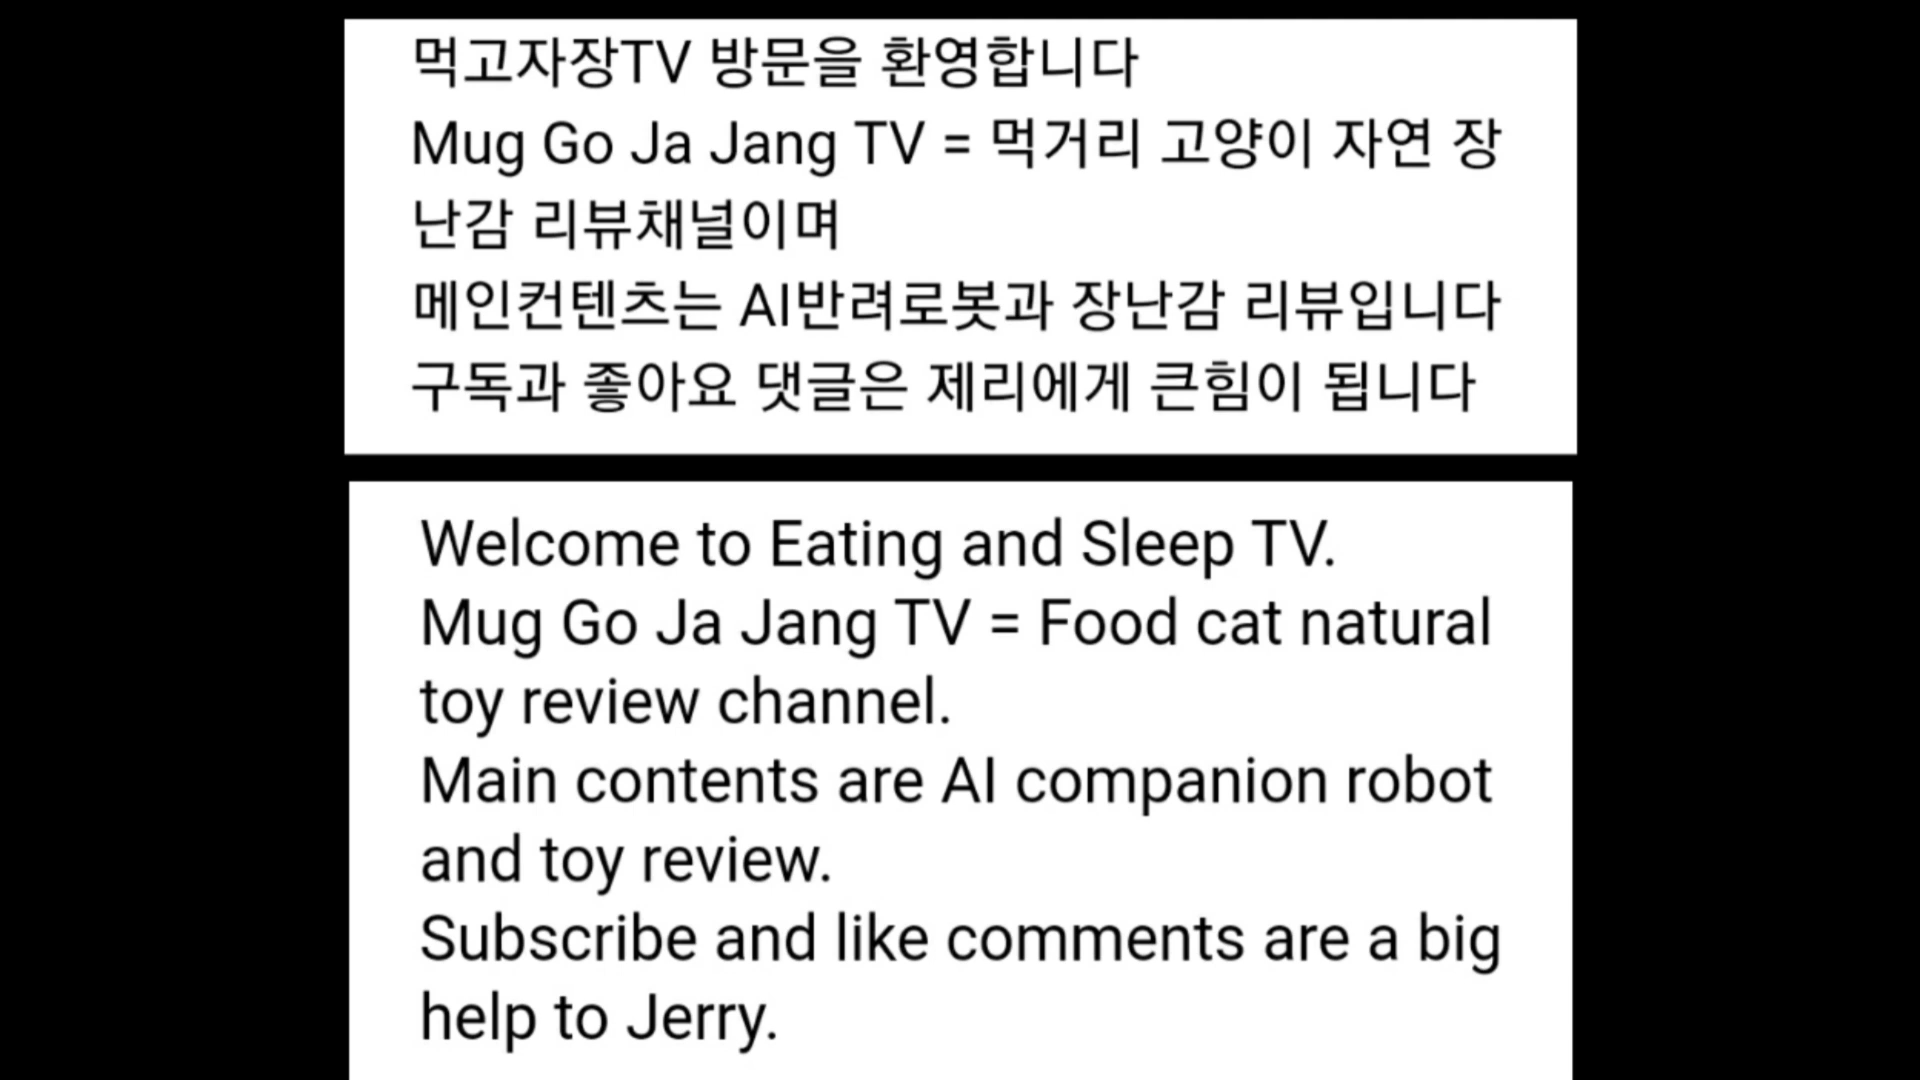 먹고자장TV 방문을 환영합니다
Mug Go Ja Jang TV = 먹거리 고양이 자연 장
난감 리뷰채널이며
메인컨텐츠는 AI반려로봇과 장난감 리뷰입니다
구독과 좋아요 댓글은 제리에게 큰힘이 됩니다
Welcome to Eating and Sleep TV.
Mug Go Ja Jang TV = Food cat natural
toy review channel.
Main contents are AI companion robot
and toy review.
Subscribe and like comments are a big
help to Jerry.